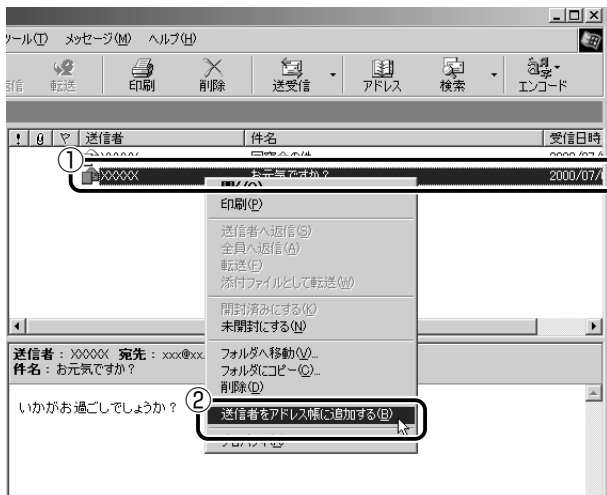 ツール(T) メッセージ(M) ヘルプ(H)
転送 印刷 削除 送受信 アドレス 検索 エンコード
! 送信者 件名 受信日時
①
XXXXX お元気ですか? 2000/07/
印刷(P)
送信者へ返信(S)
全員へ返信(A)
転送(F)
添付ファイルとして転送(W)
開封済みにする(K)
未開封にする(N)
フォルダへ移動(V)...
フォルダにコピー(C)...
削除(D)
②
送信者をアドレス帳に追加する(B)
送信者: XXXXX 宛先: xxx@xx.
件名: お元気ですか?
いかがお過ごしでしょうか?